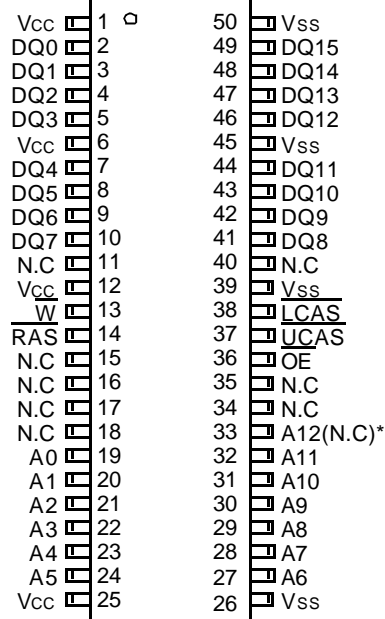 Vcc 1 50 Vss
DQ0 2 49 DQ15
DQ1 3 48 DQ14
DQ2 4 47 DQ13
DQ3 5 46 DQ12
Vcc 6 45 Vss
DQ4 7 44 DQ11
DQ5 8 43 DQ10
DQ6 9 42 DQ9
DQ7 10 41 DQ8
N.C 11 40 N.C
Vcc 12 39 Vss
W 13 38 LCAS
RAS 14 37 UCAS
N.C 15 36 OE
N.C 16 35 N.C
N.C 17 34 N.C
N.C 18 33 A12(N.C)*
A0 19 32 A11
A1 20 31 A10
A2 21 30 A9
A3 22 29 A8
A4 23 28 A7
A5 24 27 A6
Vcc 25 26 Vss